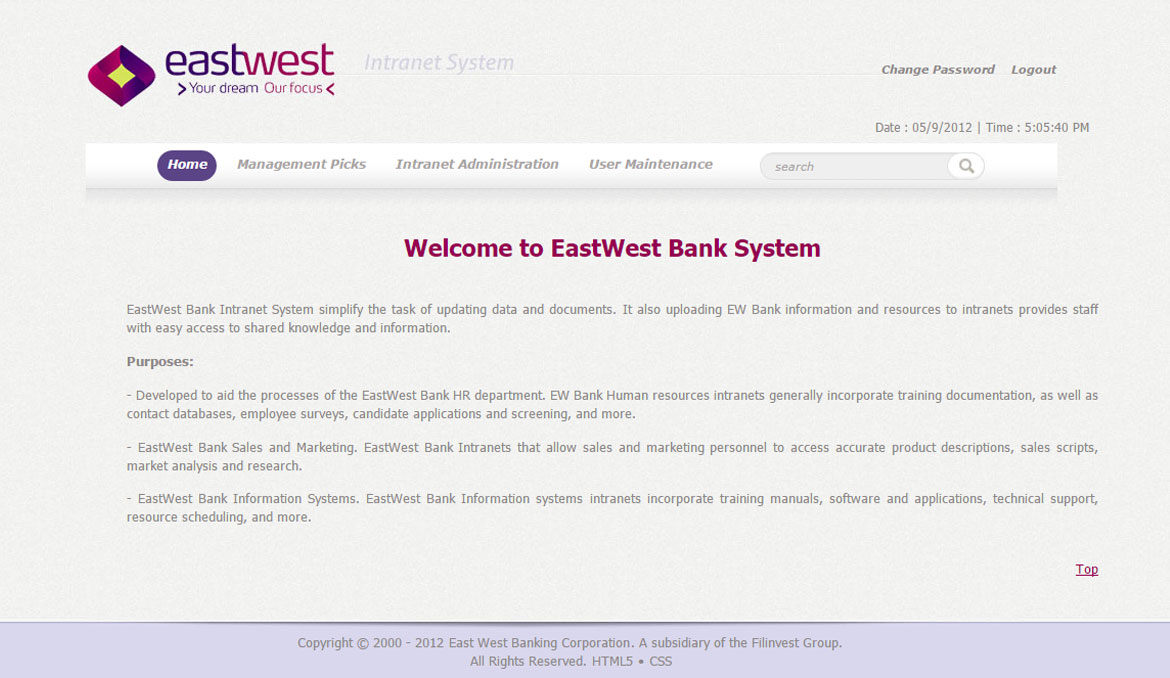 eastwest
Your dream Our focus
Intranet System
Change Password Logout
Date : 05/9/2012 | Time : 5:05:40 PM
Home Management Picks Intranet Administration User Maintenance search
Welcome to EastWest Bank System
EastWest Bank Intranet System simplify the task of updating data and documents. It also uploading EW Bank information and resources to intranets provides staff
with easy access to shared knowledge and information.
Purposes:
- Developed to aid the processes of the EastWest Bank HR department. EW Bank Human resources intranets generally incorporate training documentation, as well as
contact databases, employee surveys, candidate applications and screening, and more.
- EastWest Bank Sales and Marketing. EastWest Bank Intranets that allow sales and marketing personnel to access accurate product descriptions, sales scripts,
market analysis and research.
- EastWest Bank Information Systems. EastWest Bank Information systems intranets incorporate training manuals, software and applications, technical support,
resource scheduling, and more.
Top
Copyright © 2000 - 2012 East West Banking Corporation. A subsidiary of the Filinvest Group.
All Rights Reserved. HTML5 • CSS